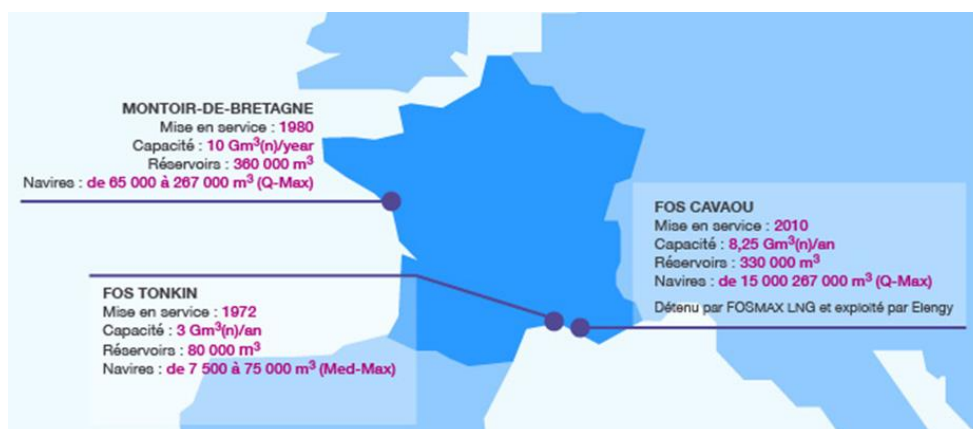 MONTOIR-DE-BRETAGNE
Mise en service : 1980
Capacité : 10 Gm³(n)/year
Réservoirs : 360 000 m³
Navires : de 65 000 à 267 000 m³ (Q-Max)
FOS TONKIN
Mise en service : 1972
Capacité : 3 Gm³(n)/an
Réservoirs : 80 000 m³
Navires : de 7 500 à 75 000 m³ (Med-Max)
FOS CAVAOU
Mise en service : 2010
Capacité : 8,25 Gm³(n)/an
Réservoirs : 330 000 m³
Navires : de 15 000 267 000 m³ (Q-Max)
Détenu par FOSMAX LNG et exploité par Elengy